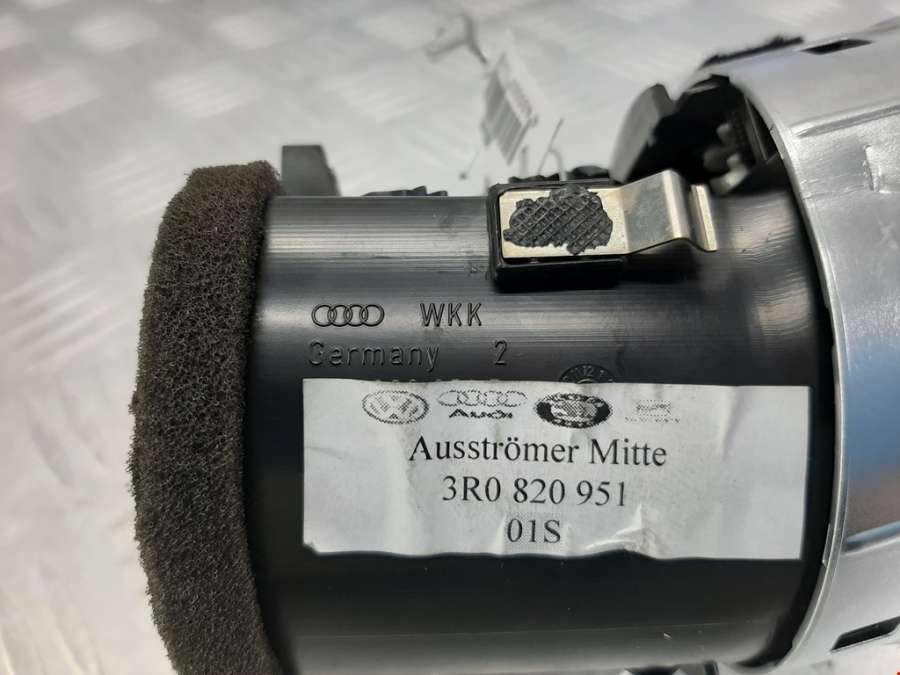 WKK
Germany 2
Audi
Ausströmer Mitte
3R0 820 951
01S